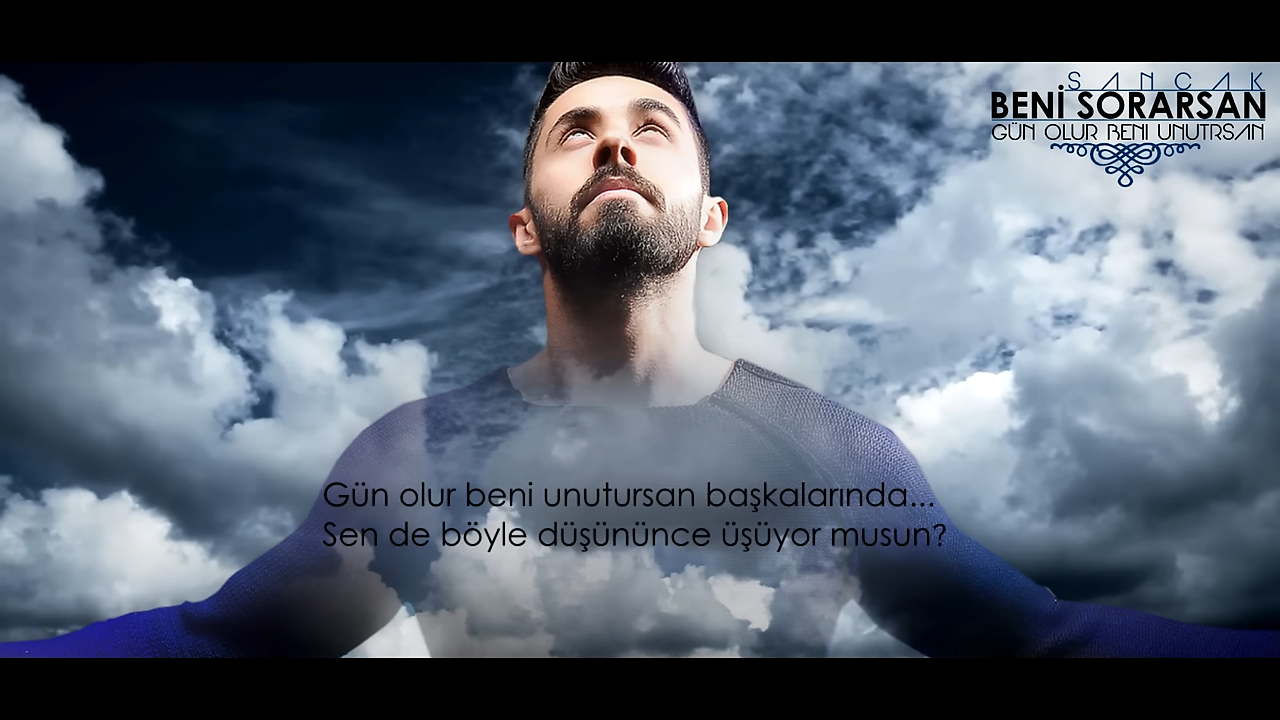 SANCAK
BENİ SORARSAN
GÜN OLUR BENI UNUTRSAN
Gün olur beni unutursan başkalarında...
Sen de böyle düşününce üşüyor musun?